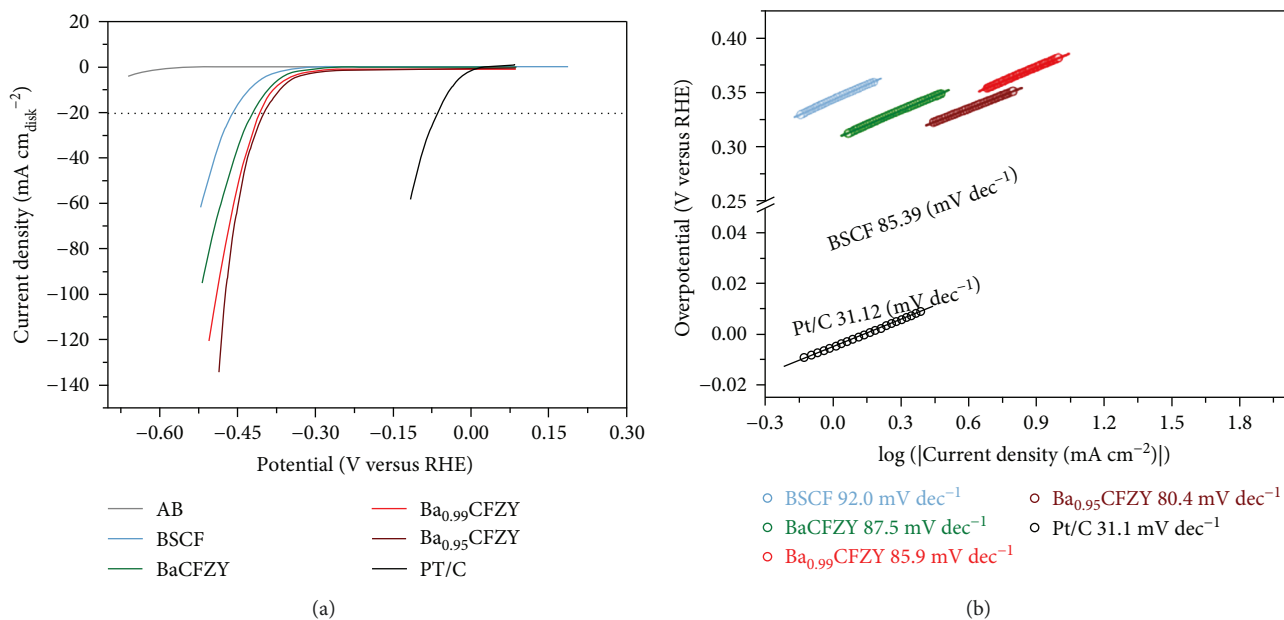 20
0
−20
−40
−60
−80
−100
−120
−140
Current density (mA cm_disk⁻²)
−0.60 −0.45 −0.30 −0.15 0.00 0.15 0.30
Potential (V versus RHE)
AB
BSCF
BaCFZY
Ba₀.₉₉CFZY
Ba₀.₉₅CFZY
PT/C
(a)
0.40
0.35
0.30
0.25
0.04
0.02
0.00
−0.02
Overpotential (V versus RHE)
BSCF 85.39 (mV dec⁻¹)
Pt/C 31.12 (mV dec⁻¹)
−0.3 0.0 0.3 0.6 0.9 1.2 1.5 1.8
log (|Current density (mA cm⁻²)|)
BSCF 92.0 mV dec⁻¹
BaCFZY 87.5 mV dec⁻¹
Ba₀.₉₉CFZY 85.9 mV dec⁻¹
Ba₀.₉₅CFZY 80.4 mV dec⁻¹
Pt/C 31.1 mV dec⁻¹
(b)